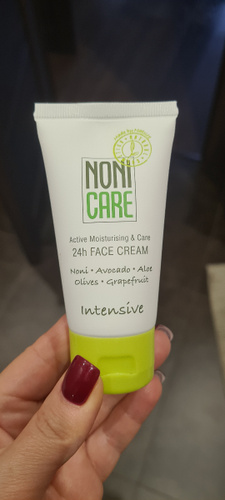 NONI
CARE
Active Moisturising & Care
24h FACE CREAM
Noni • Avocado • Aloe
Olives • Grapefruit
Intensive